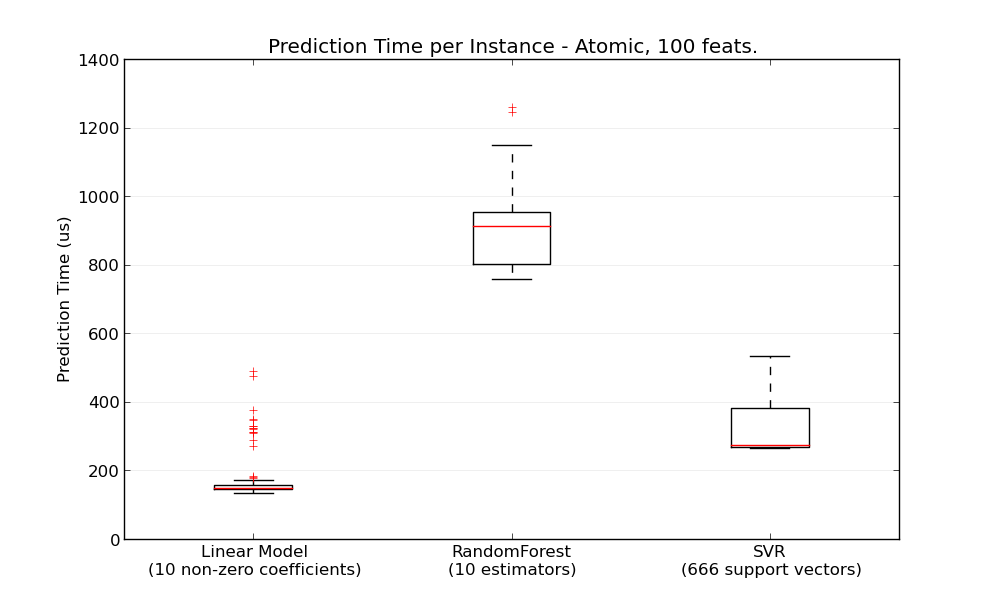 Prediction Time per Instance - Atomic, 100 feats.
1400
1200
1000
800
600
400
200
0
Prediction Time (us)
Linear Model
(10 non-zero coefficients)
RandomForest
(10 estimators)
SVR
(666 support vectors)